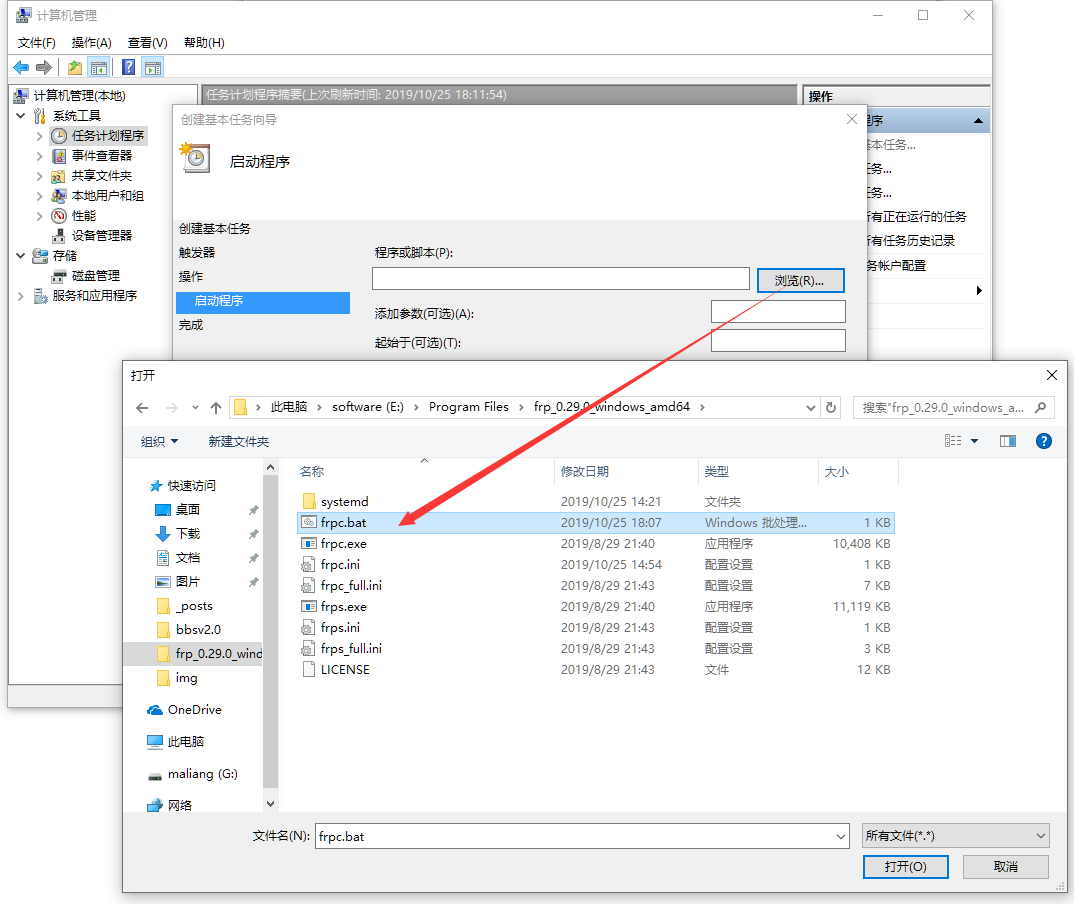 计算机管理
文件(F) 操作(A) 查看(V) 帮助(H)
计算机管理(本地)
系统工具
任务计划程序
事件查看器
共享文件夹
本地用户和组
性能
设备管理器
存储
磁盘管理
服务和应用程序
任务计划程序摘要(上次刷新时间: 2019/10/25 18:11:54)
操作
序
基本任务...
任务...
务...
所有正在运行的任务
所有任务历史记录
务帐户配置
创建基本任务向导
启动程序
创建基本任务
触发器
操作
启动程序
完成
程序或脚本(P):
浏览(R)...
添加参数(可选)(A):
起始于(可选)(T):
打开
此电脑 software (E:) Program Files frp_0.29.0_windows_amd64
搜索"frp_0.29.0_windows_a...
组织 新建文件夹
快速访问
桌面
下载
文档
图片
_posts
bbsv2.0
frp_0.29.0_wind
img
OneDrive
此电脑
maliang (G:)
网络
名称 修改日期 类型 大小
systemd 2019/10/25 14:21 文件夹
frpc.bat 2019/10/25 18:07 Windows 批处理... 1 KB
frpc.exe 2019/8/29 21:40 应用程序 10,408 KB
frpc.ini 2019/10/25 14:54 配置设置 1 KB
frpc_full.ini 2019/8/29 21:43 配置设置 7 KB
frps.exe 2019/8/29 21:40 应用程序 11,119 KB
frps.ini 2019/8/29 21:43 配置设置 1 KB
frps_full.ini 2019/8/29 21:43 配置设置 3 KB
LICENSE 2019/8/29 21:43 文件 12 KB
文件名(N): frpc.bat 所有文件(*.*)
打开(O) 取消